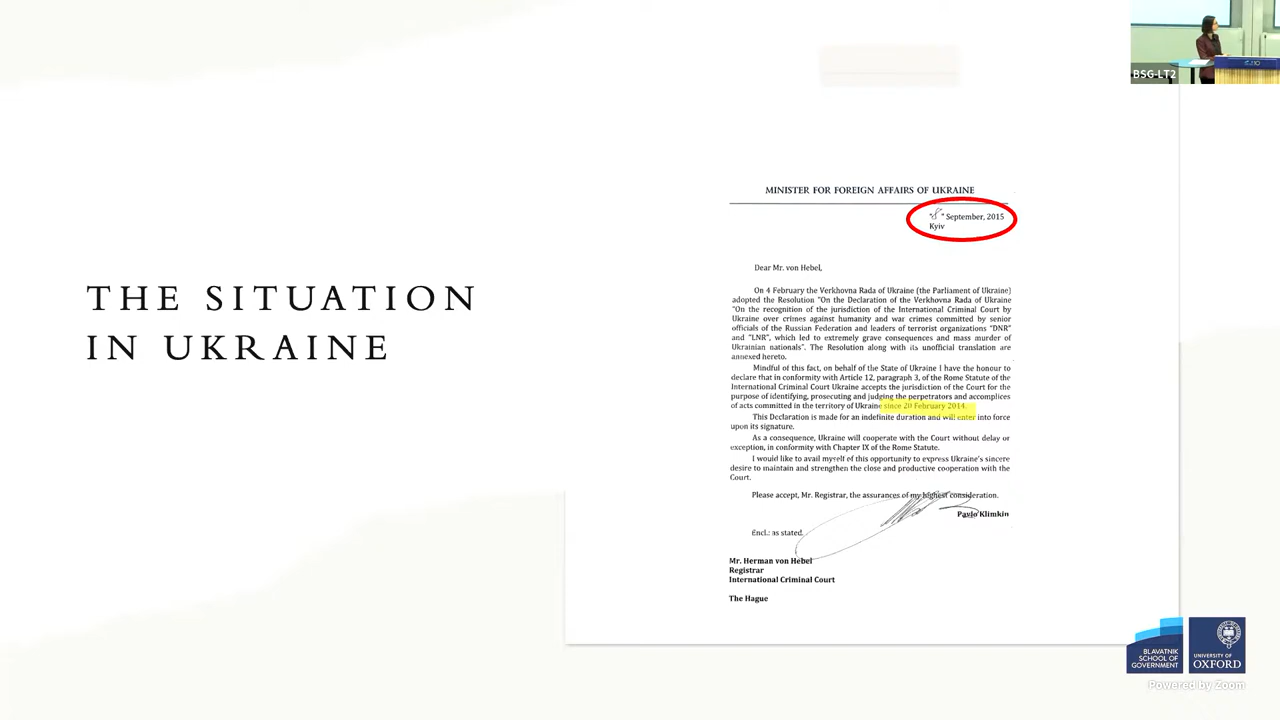 BSG-LT2
THE SITUATION
IN UKRAINE
MINISTER FOR FOREIGN AFFAIRS OF UKRAINE
"8" September, 2015
Kyiv
Dear Mr. von Hebel,
On 4 February the Verkhovna Rada of Ukraine (the Parliament of Ukraine)
adopted the Resolution "On the Declaration of the Verkhovna Rada of Ukraine
"On the recognition of the jurisdiction of the International Criminal Court by
Ukraine over crimes against humanity and war crimes committed by senior
officials of the Russian Federation and leaders of terrorist organizations "DNR"
and "LNR", which led to extremely grave consequences and mass murder of
Ukrainian nationals". The Resolution along with its unofficial translation are
annexed hereto.
Mindful of this fact, on behalf of the State of Ukraine I have the honour to
declare that in conformity with Article 12, paragraph 3, of the Rome Statute of the
International Criminal Court Ukraine accepts the jurisdiction of the Court for the
purpose of identifying, prosecuting and judging the perpetrators and accomplices
of acts committed in the territory of Ukraine since 20 February 2014.
This Declaration is made for an indefinite duration and will enter into force
upon its signature.
As a consequence, Ukraine will cooperate with the Court without delay or
exception, in conformity with Chapter IX of the Rome Statute.
I would like to avail myself of this opportunity to express Ukraine's sincere
desire to maintain and strengthen the close and productive cooperation with the
Court.
Please accept, Mr. Registrar, the assurances of my highest consideration.
Pavlo Klimkin
Encl.: as stated.
Mr. Herman von Hebel
Registrar
International Criminal Court
The Hague
BLAVATNIK
SCHOOL OF
GOVERNMENT
UNIVERSITY OF
OXFORD
Powered by Zoom